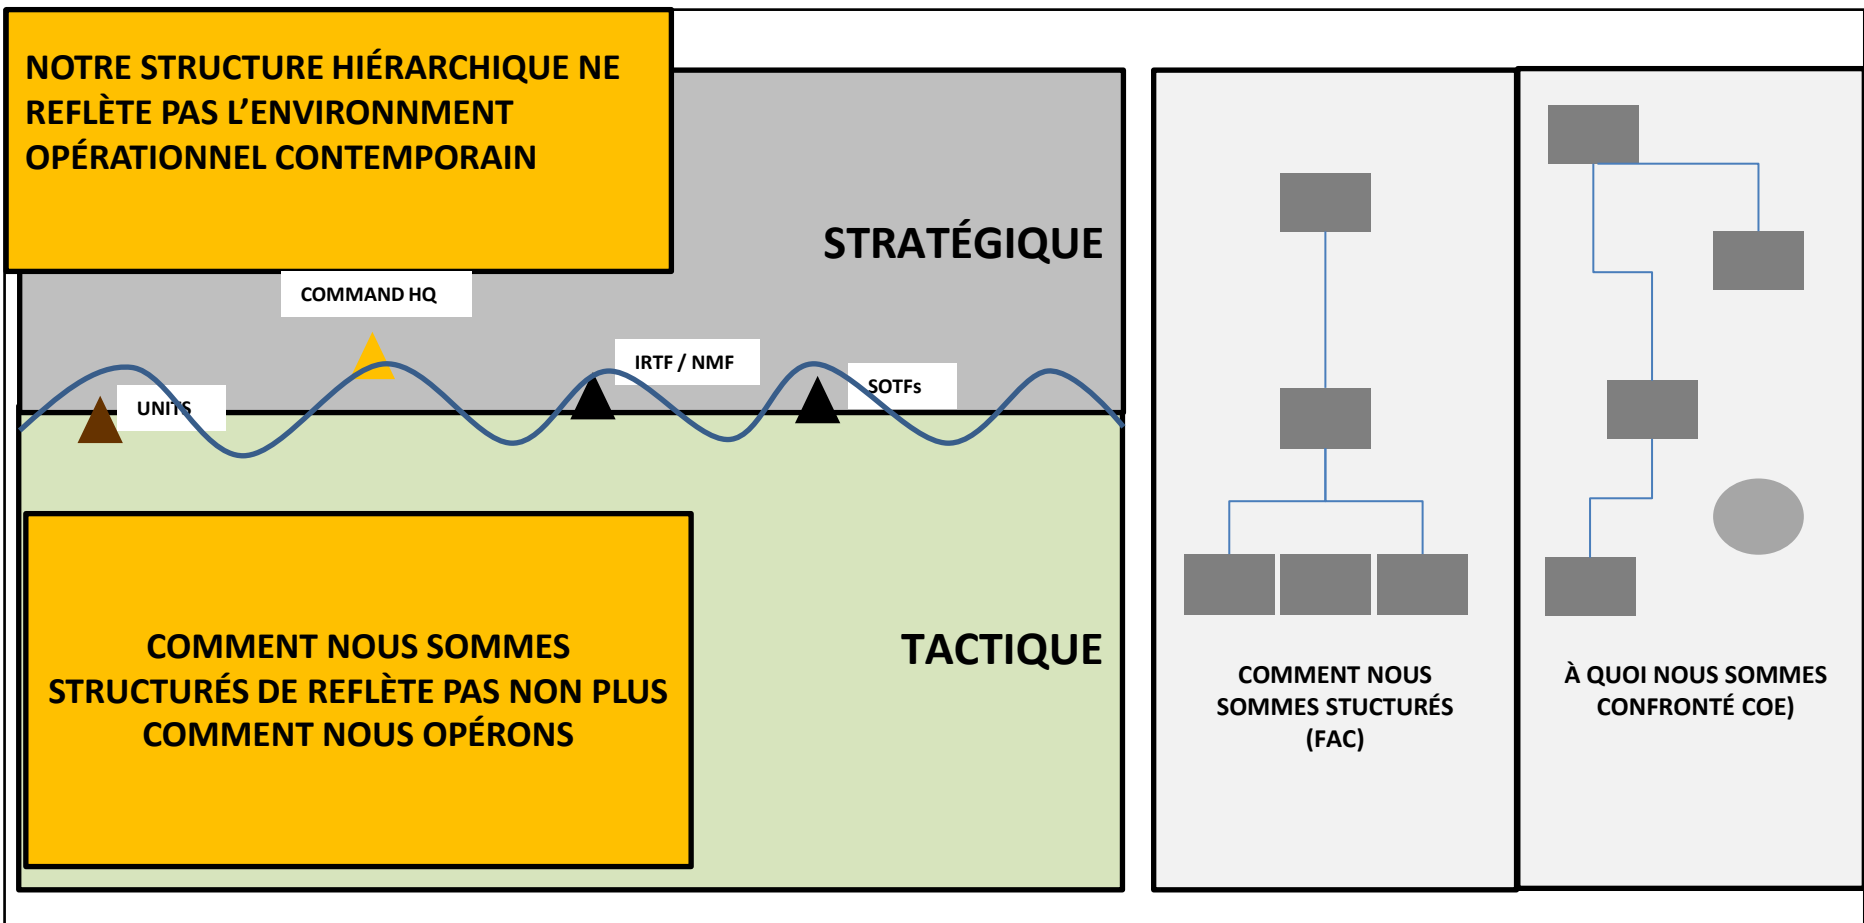 NOTRE STRUCTURE HIÉRARCHIQUE NE
REFLÈTE PAS L’ENVIRONNMENT
OPÉRATIONNEL CONTEMPORAIN
STRATÉGIQUE
COMMAND HQ
IRTF / NMF
SOTFs
UNITS
TACTIQUE
COMMENT NOUS SOMMES
STRUCTURÉS DE REFLÈTE PAS NON PLUS
COMMENT NOUS OPÉRONS
COMMENT NOUS
SOMMES STUCTURÉS
(FAC)
À QUOI NOUS SOMMES
CONFRONTÉ COE)